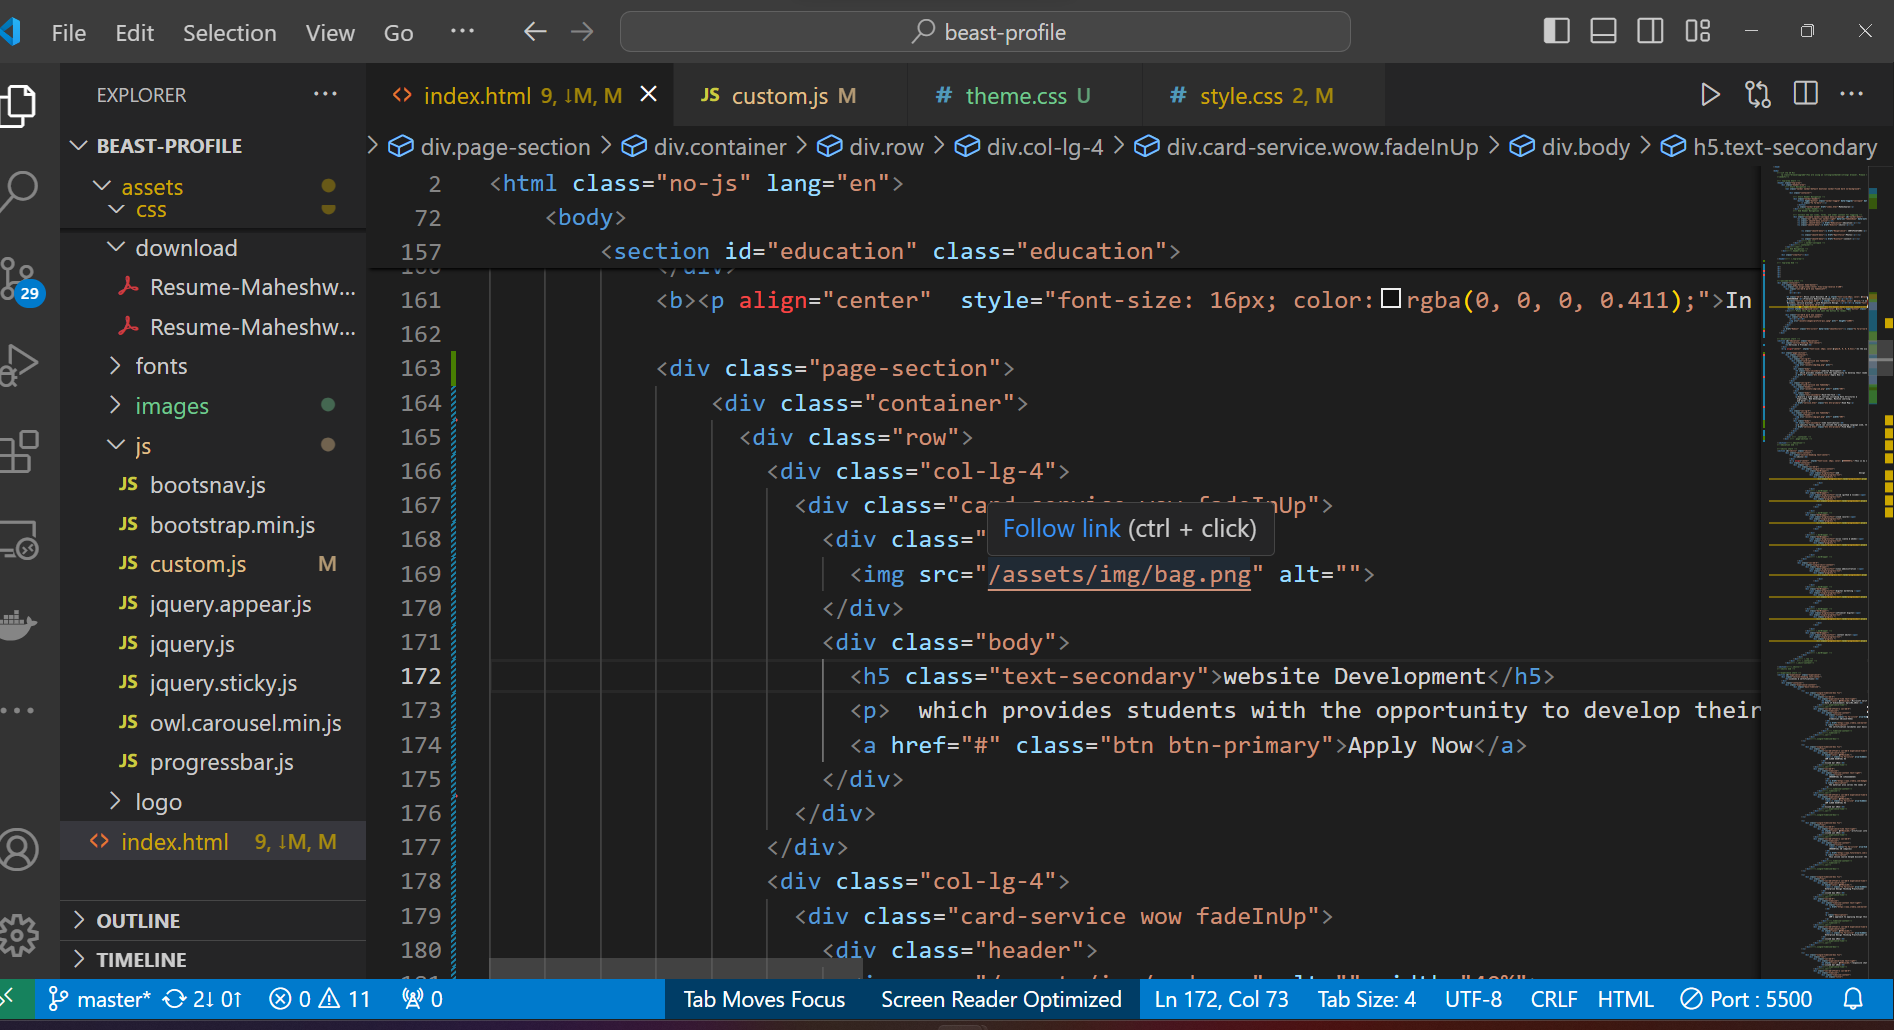 File Edit Selection View Go ··· beast-profile
EXPLORER ···
BEAST-PROFILE
assets
css
download
Resume-Maheshw...
Resume-Maheshw...
fonts
images
js
JS bootsnav.js
JS bootstrap.min.js
JS custom.js M
JS jquery.appear.js
JS jquery.js
JS jquery.sticky.js
JS owl.carousel.min.js
JS progressbar.js
logo
<> index.html 9, ↓M, M
OUTLINE
TIMELINE
29
<> index.html 9, ↓M, M JS custom.js M # theme.css U # style.css 2, M
div.page-section > div.container > div.row > div.col-lg-4 > div.card-service.wow.fadeInUp > div.body > h5.text-secondary
2 <html class="no-js" lang="en">
72 <body>
157 <section id="education" class="education">
161 <b><p align="center"  style="font-size: 16px; color: rgba(0, 0, 0, 0.411);">In
162
163 <div class="page-section">
164 <div class="container">
165 <div class="row">
166 <div class="col-lg-4">
167 <div class="card-service wow fadeInUp">
Follow link (ctrl + click)
168 <div class="
169 <img src="/assets/img/bag.png" alt="">
170 </div>
171 <div class="body">
172 <h5 class="text-secondary">website Development</h5>
173 <p>  which provides students with the opportunity to develop their
174 <a href="#" class="btn btn-primary">Apply Now</a>
175 </div>
176 </div>
177 </div>
178 <div class="col-lg-4">
179 <div class="card-service wow fadeInUp">
180 <div class="header">
master* 2↓ 0↑ 0 11 0 Tab Moves Focus Screen Reader Optimized Ln 172, Col 73 Tab Size: 4 UTF-8 CRLF HTML Port : 5500